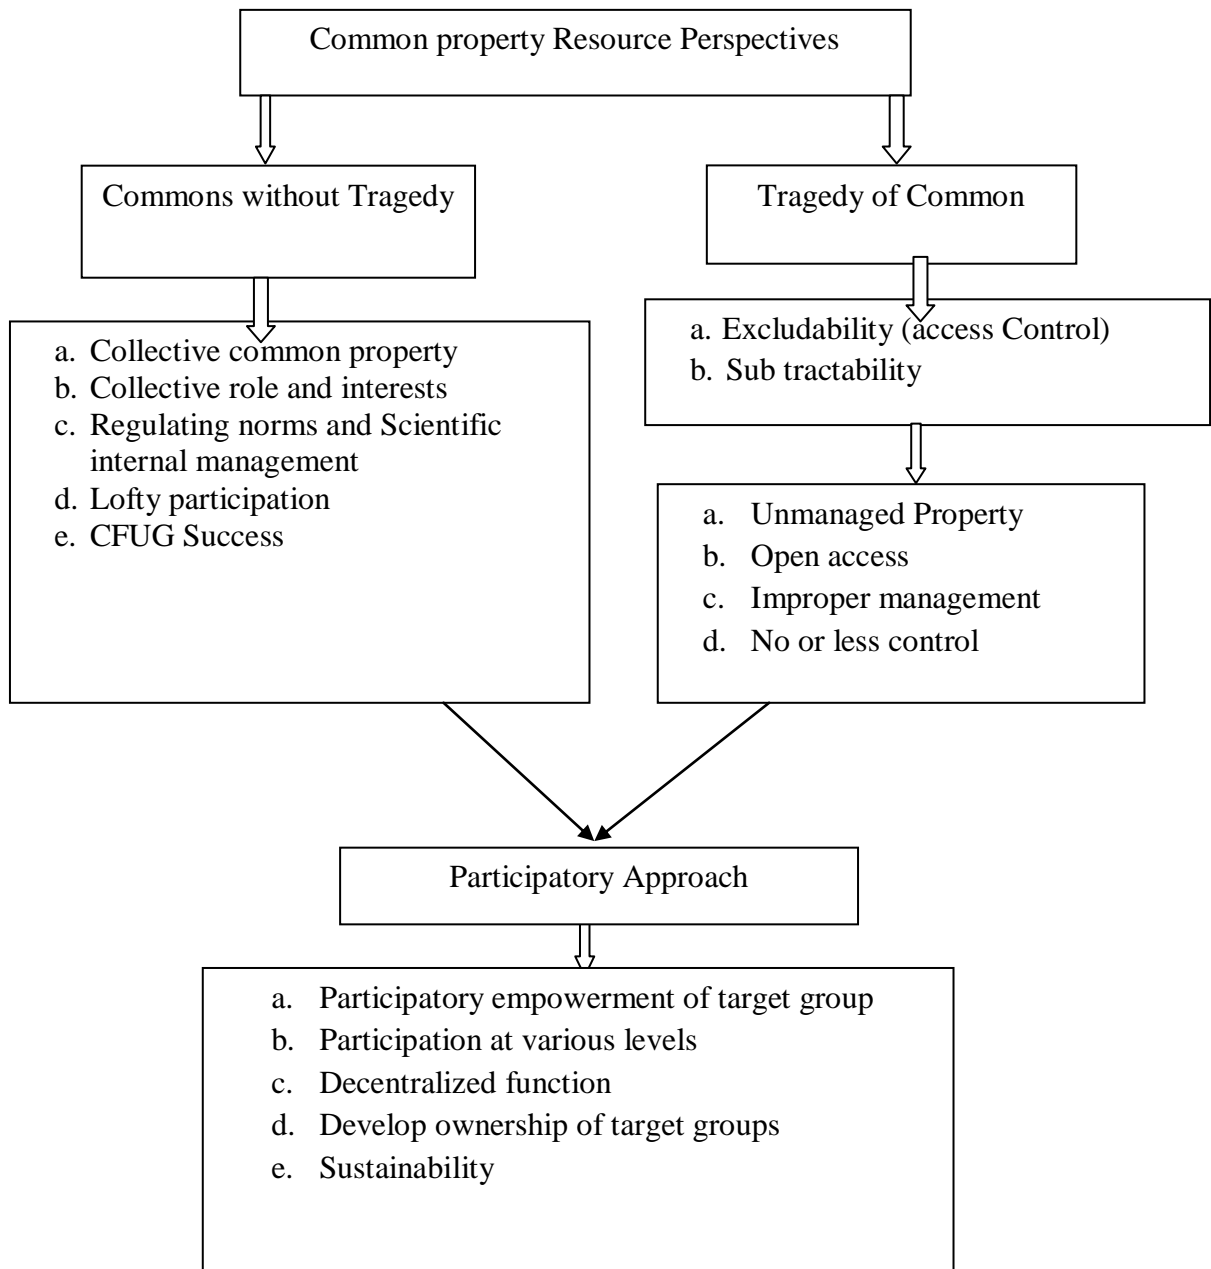 Common property Resource Perspectives
Commons without Tragedy
Tragedy of Common
a. Collective common property
b. Collective role and interests
c. Regulating norms and Scientific
internal management
d. Lofty participation
e. CFUG Success
a. Excludability (access Control)
b. Sub tractability
a. Unmanaged Property
b. Open access
c. Improper management
d. No or less control
Participatory Approach
a. Participatory empowerment of target group
b. Participation at various levels
c. Decentralized function
d. Develop ownership of target groups
e. Sustainability